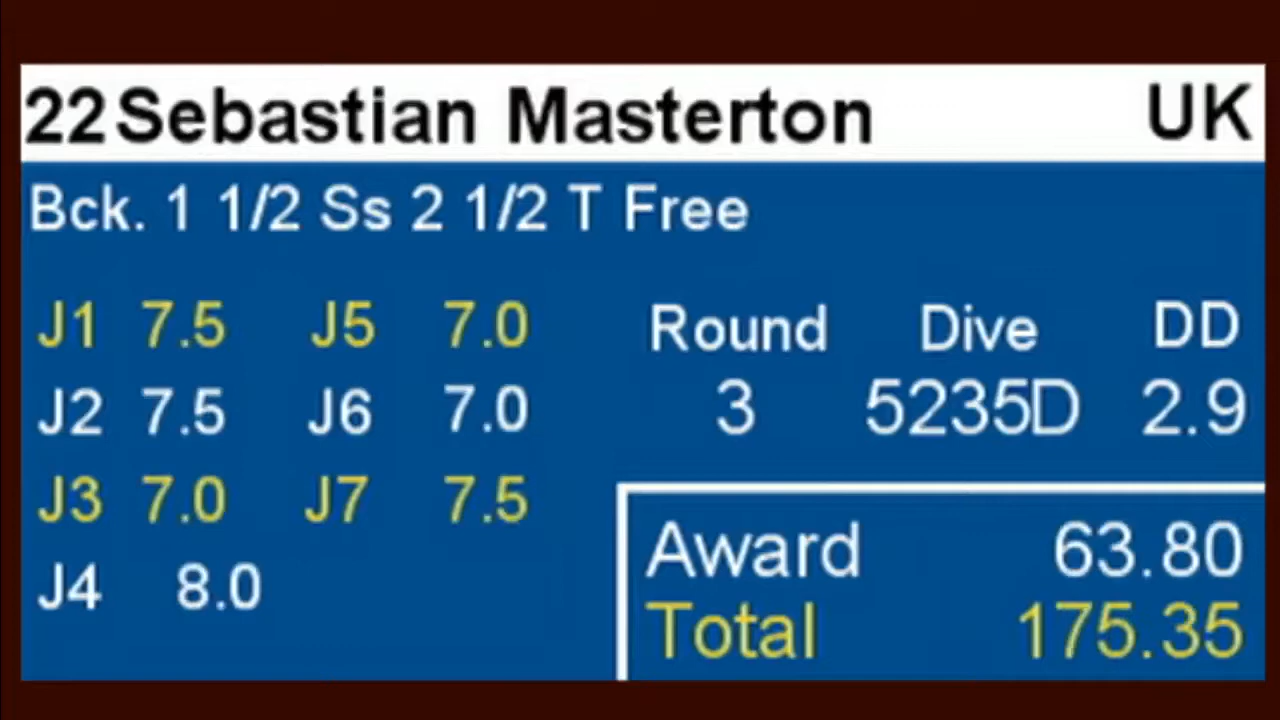 22 Sebastian Masterton UK
Bck. 1 1/2 Ss 2 1/2 T Free
J1 7.5 J5 7.0
J2 7.5 J6 7.0
J3 7.0 J7 7.5
J4 8.0
Round Dive DD
3 5235D 2.9
Award 63.80
Total 175.35